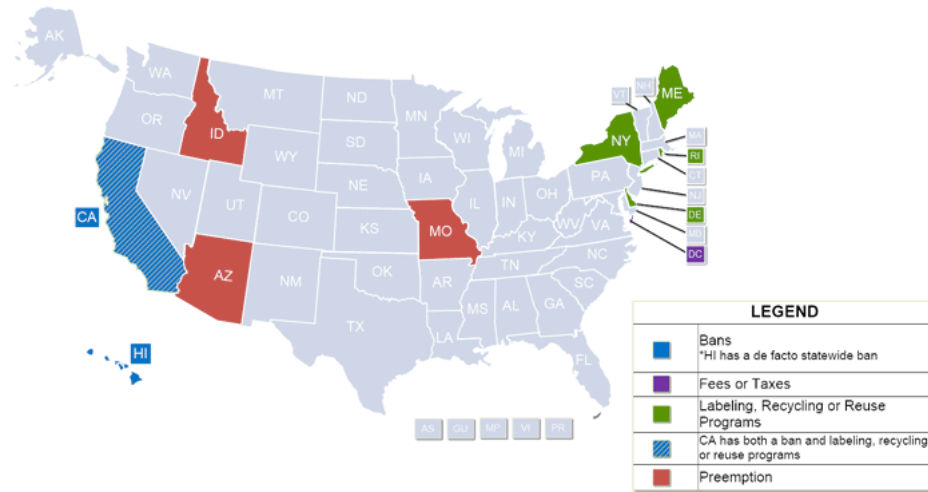 AK
WA
MT
ND
MN
VT
NH
ME
OR
ID
SD
WI
MI
NY
MA
RI
WY
CT
NV
NE
IA
PA
NJ
CA
UT
CO
IL
IN
OH
DE
KS
MO
KY
WV
VA
MD
DC
AZ
NM
OK
AR
TN
NC
SC
MS
AL
GA
TX
LA
HI
FL
AS
GU
MP
VI
PR
LEGEND
Bans
*HI has a de facto statewide ban
Fees or Taxes
Labeling, Recycling or Reuse
Programs
CA has both a ban and labeling, recycling
or reuse programs
Preemption